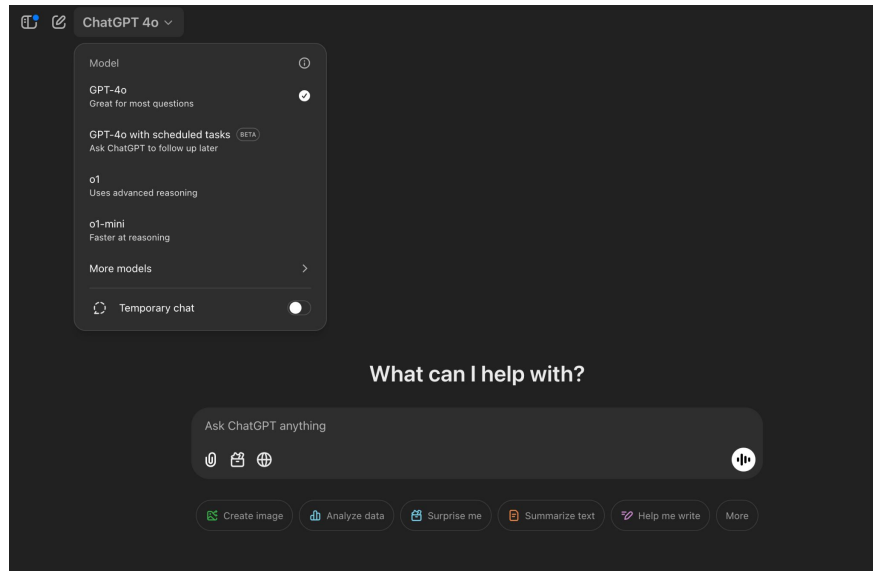 ChatGPT 4o
Model
GPT-4o
Great for most questions
GPT-4o with scheduled tasks BETA
Ask ChatGPT to follow up later
o1
Uses advanced reasoning
o1-mini
Faster at reasoning
More models
Temporary chat
What can I help with?
Ask ChatGPT anything
Create image Analyze data Surprise me Summarize text Help me write More